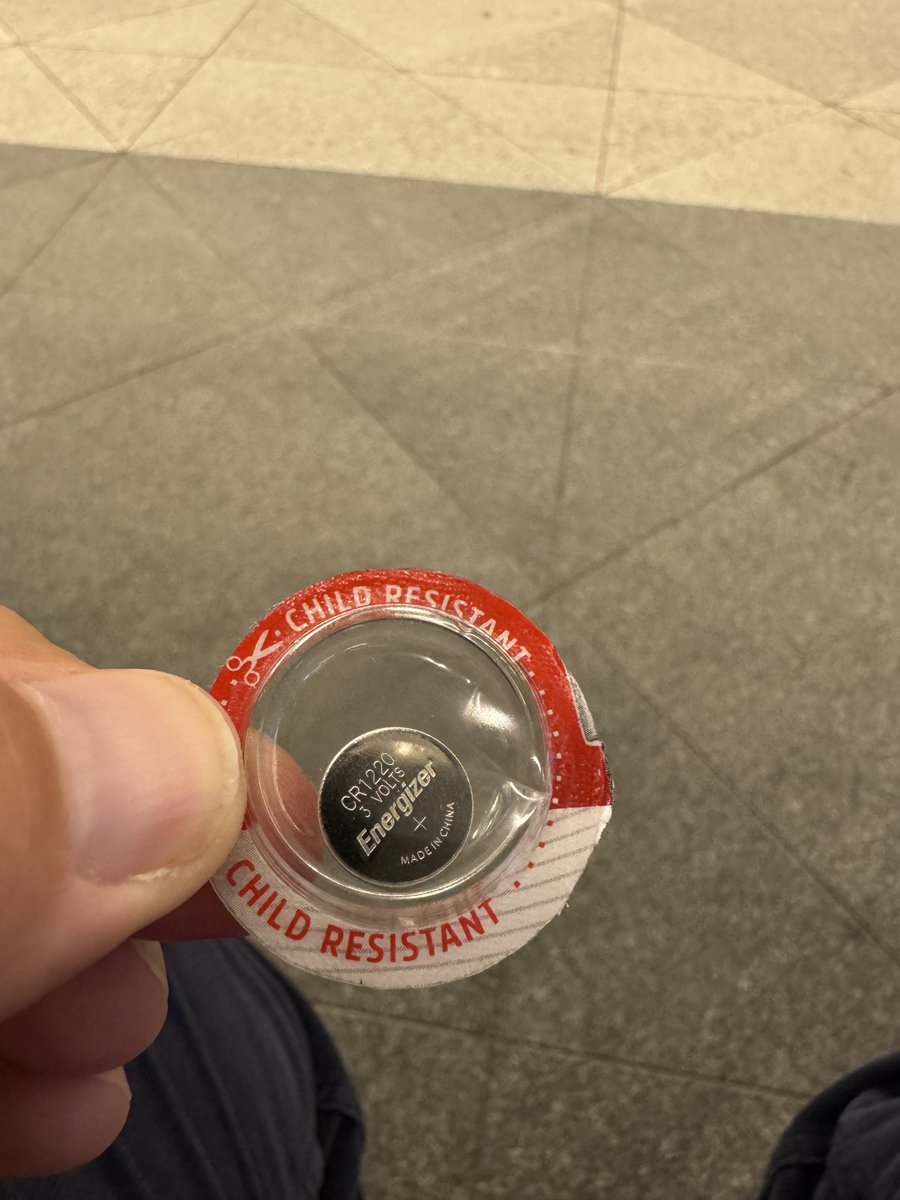 CHILD RESISTANT
CR1220
3 VOLTS
Energizer
+
MADE IN CHINA
CHILD RESISTANT